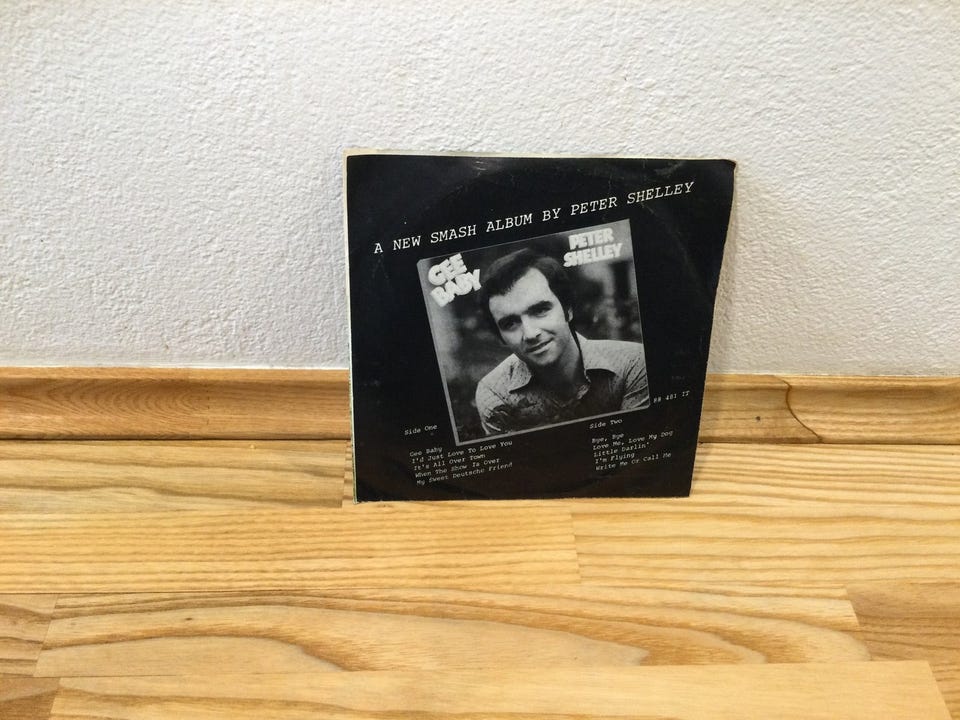 A NEW SMASH ALBUM BY PETER SHELLEY
GEE
BABY
PETER
SHELLEY
Side One
Gee Baby
I'd Just Love To Love You
It's All Over Town
When The Show Is Over
My Sweet Deutsche Friend
Side Two
Bye, Bye
Love Me, Love My Dog
Little Darlin'
I'm Flying
Write Me Or Call Me
481 IT